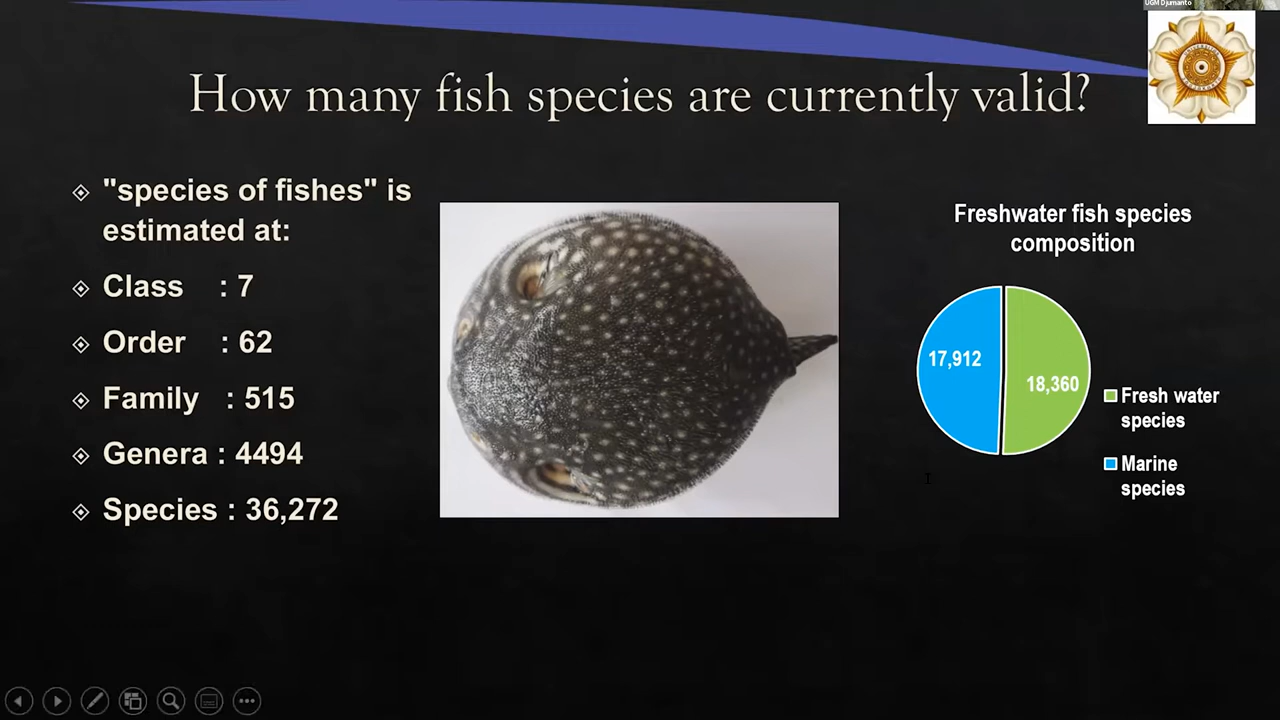 UGM Djumanto
How many fish species are currently valid?
"species of fishes" is
estimated at:
Class : 7
Order : 62
Family : 515
Genera : 4494
Species : 36,272
Freshwater fish species
composition
17,912
18,360
Fresh water
species
Marine
species